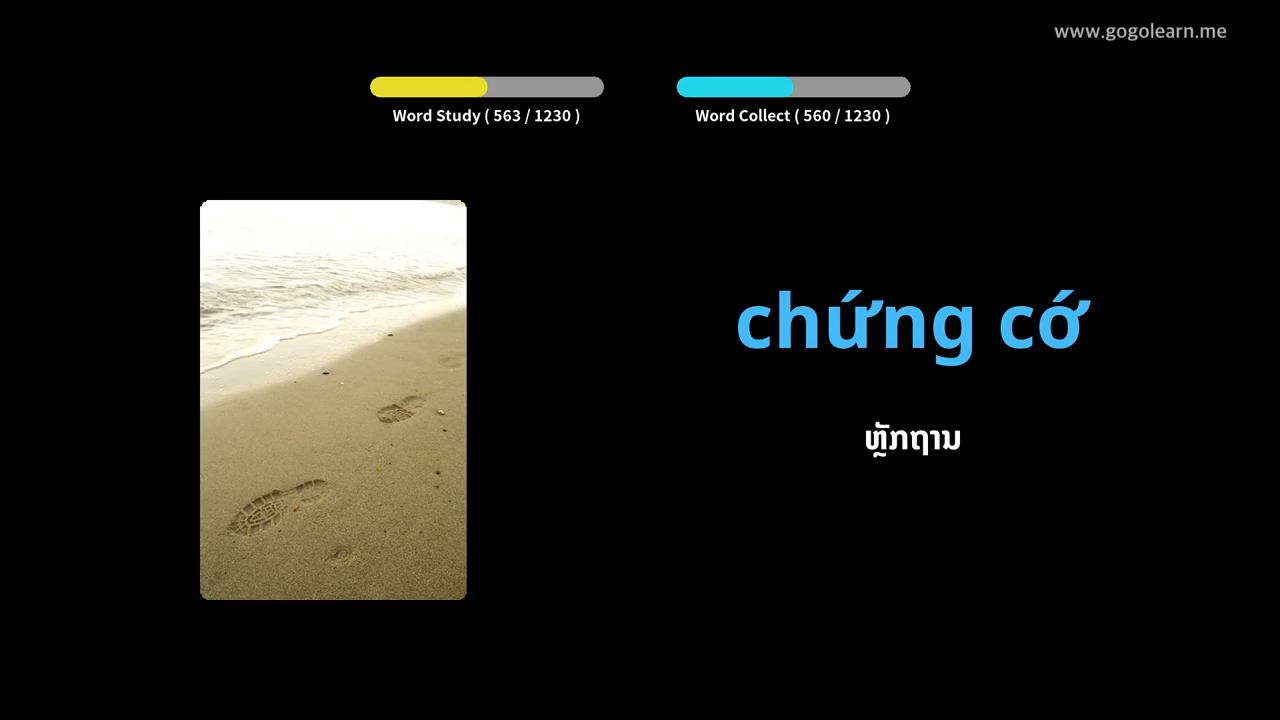 www.gogolearn.me
Word Study ( 563 / 1230 )
Word Collect ( 560 / 1230 )
chứng cớ
ຫຼັກຖານ